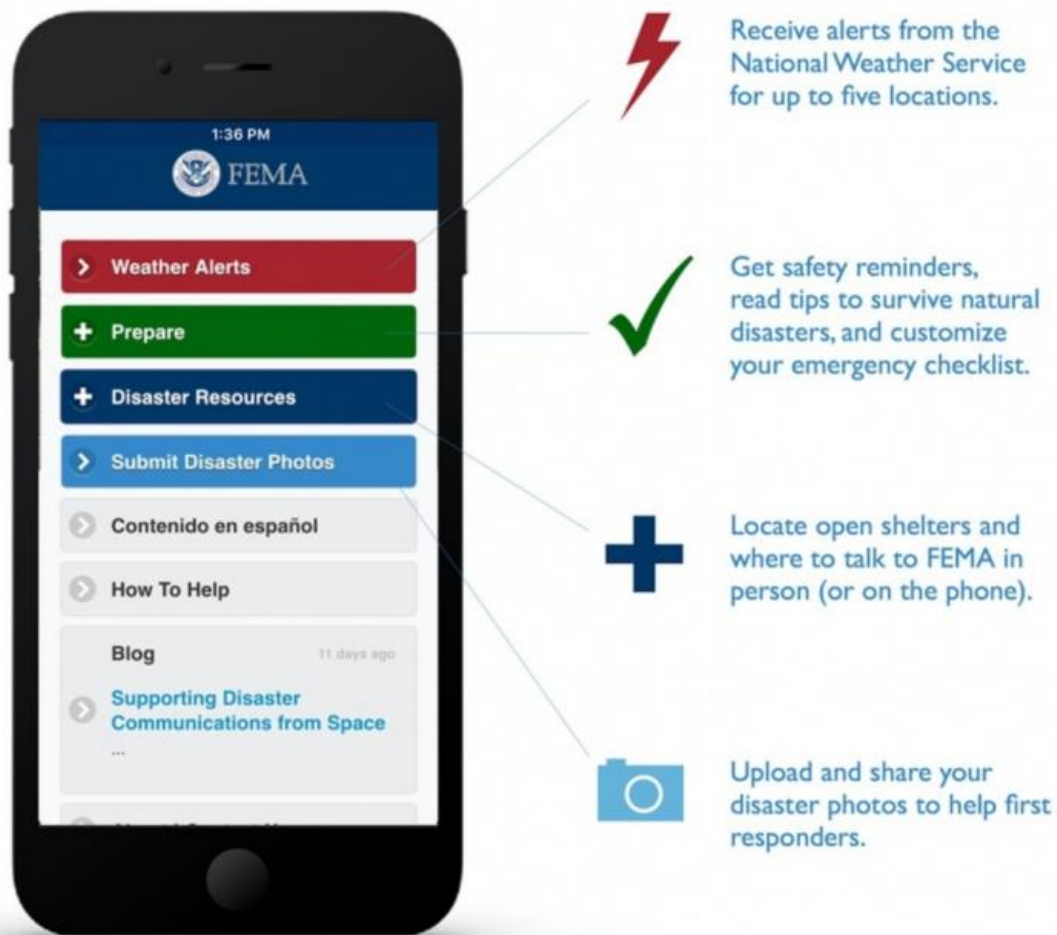 1:36 PM
FEMA
Weather Alerts
Prepare
Disaster Resources
Submit Disaster Photos
Contenido en español
How To Help
Blog
11 days ago
Supporting Disaster
Communications from Space
...
Receive alerts from the
National Weather Service
for up to five locations.
Get safety reminders,
read tips to survive natural
disasters, and customize
your emergency checklist.
Locate open shelters and
where to talk to FEMA in
person (or on the phone).
Upload and share your
disaster photos to help first
responders.